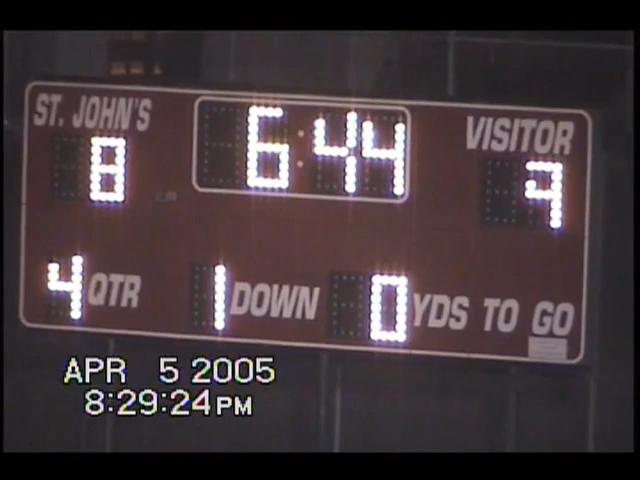 ST. JOHN'S 6:44 VISITOR
8 9
4 QTR 1 DOWN 0 YDS TO GO
APR 5 2005
8:29:24 PM